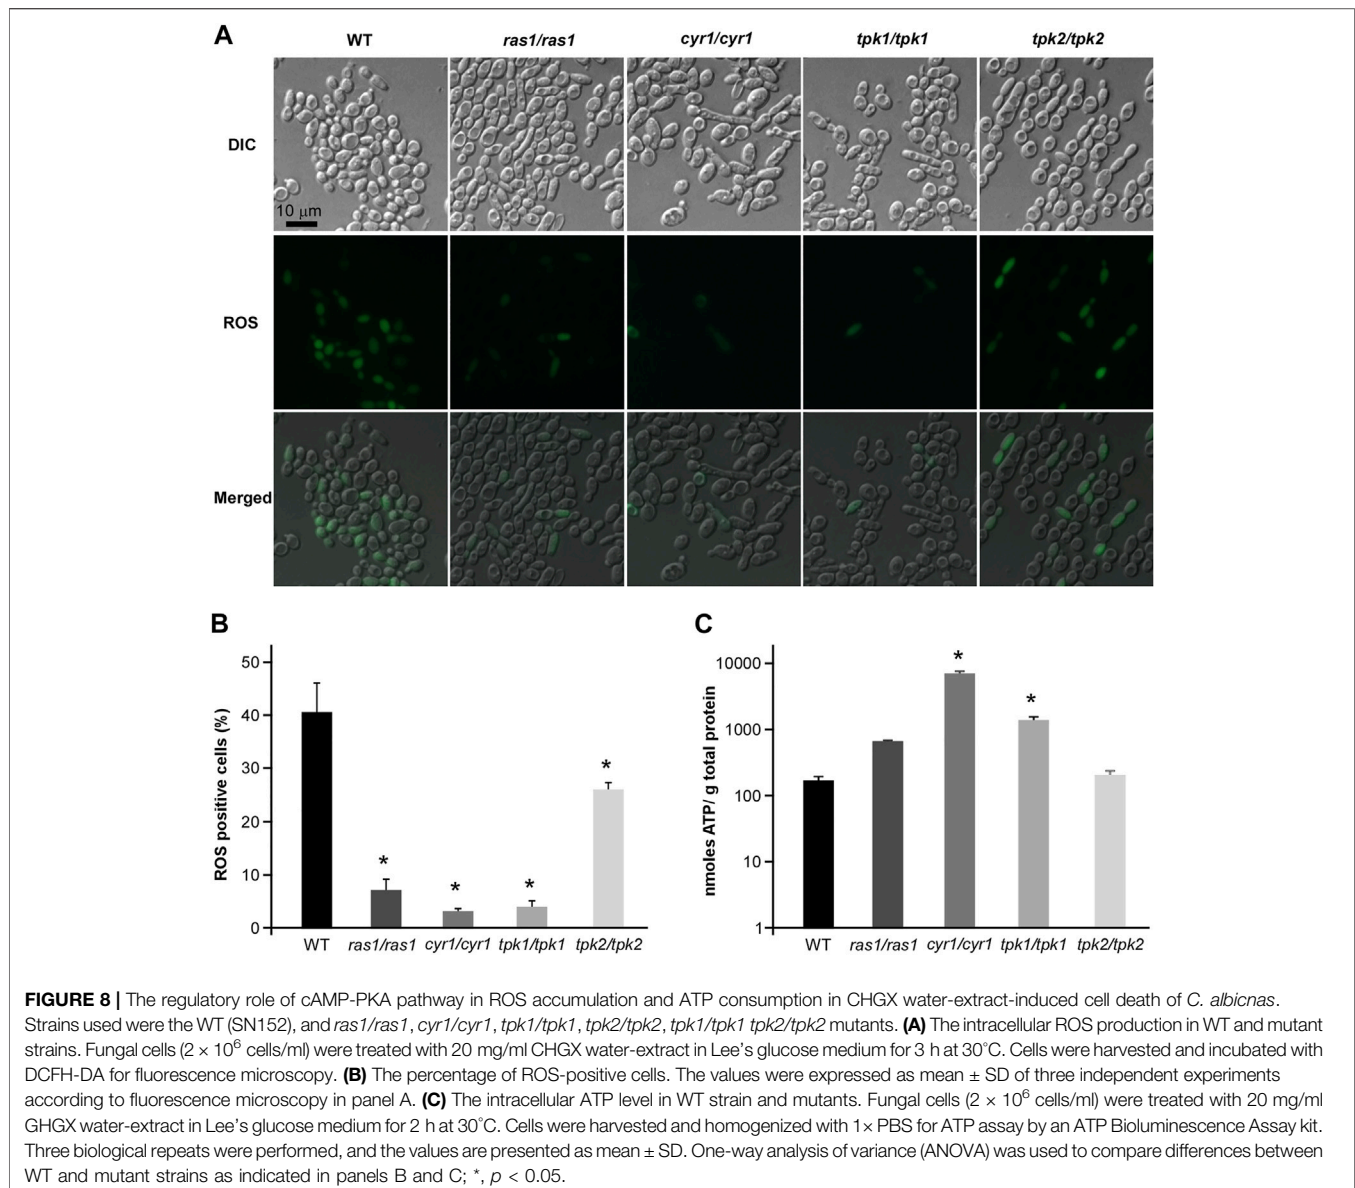 A
WT ras1/ras1 cyr1/cyr1 tpk1/tpk1 tpk2/tpk2
DIC
10 μm
ROS
Merged
B
ROS positive cells (%)
50
40
30
20
10
0
*
*
*
*
WT ras1/ras1 cyr1/cyr1 tpk1/tpk1 tpk2/tpk2
C
nmoles ATP/ g total protein
10000
1000
100
10
1
*
*
WT ras1/ras1 cyr1/cyr1 tpk1/tpk1 tpk2/tpk2
FIGURE 8 | The regulatory role of cAMP-PKA pathway in ROS accumulation and ATP consumption in CHGX water-extract-induced cell death of C. albicnas.
Strains used were the WT (SN152), and ras1/ras1, cyr1/cyr1, tpk1/tpk1, tpk2/tpk2, tpk1/tpk1 tpk2/tpk2 mutants. (A) The intracellular ROS production in WT and mutant
strains. Fungal cells (2 × 10⁶ cells/ml) were treated with 20 mg/ml CHGX water-extract in Lee's glucose medium for 3 h at 30°C. Cells were harvested and incubated with
DCFH-DA for fluorescence microscopy. (B) The percentage of ROS-positive cells. The values were expressed as mean ± SD of three independent experiments
according to fluorescence microscopy in panel A. (C) The intracellular ATP level in WT strain and mutants. Fungal cells (2 × 10⁶ cells/ml) were treated with 20 mg/ml
GHGX water-extract in Lee's glucose medium for 2 h at 30°C. Cells were harvested and homogenized with 1× PBS for ATP assay by an ATP Bioluminescence Assay kit.
Three biological repeats were performed, and the values are presented as mean ± SD. One-way analysis of variance (ANOVA) was used to compare differences between
WT and mutant strains as indicated in panels B and C; *, p < 0.05.